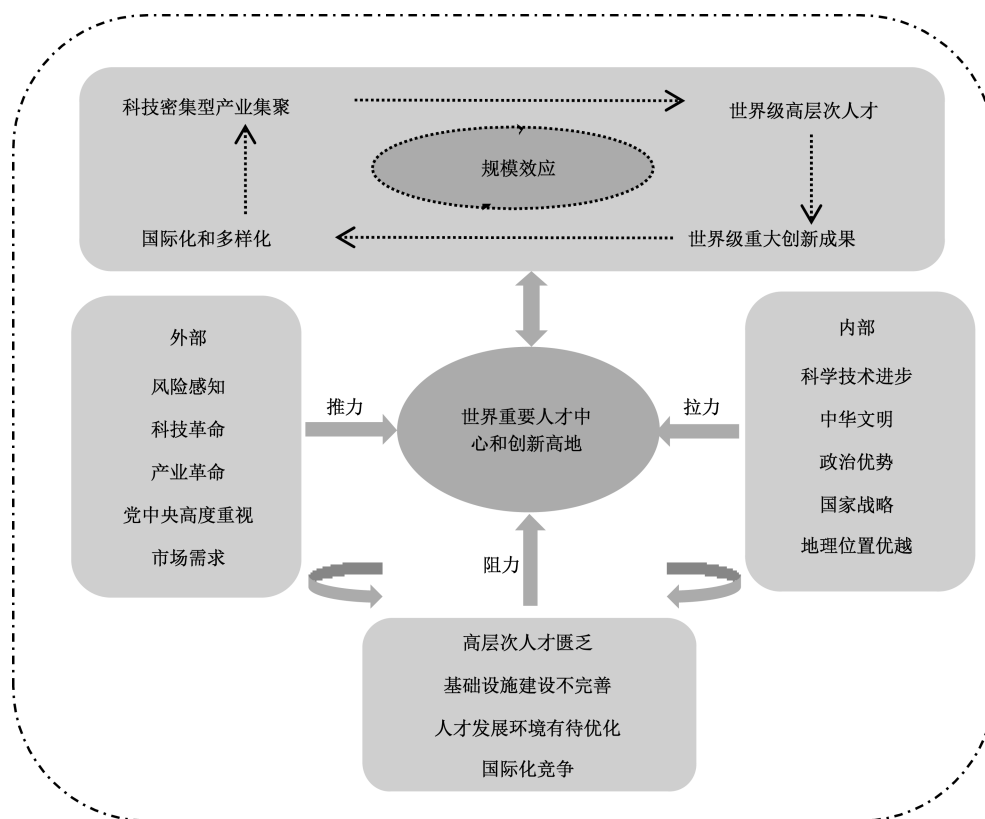 科技密集型产业集聚
世界级高层次人才
规模效应
国际化和多样化
世界级重大创新成果
外部
风险感知
科技革命
产业革命
党中央高度重视
市场需求
推力
世界重要人才中
心和创新高地
拉力
内部
科学技术进步
中华文明
政治优势
国家战略
地理位置优越
阻力
高层次人才匮乏
基础设施建设不完善
人才发展环境有待优化
国际化竞争